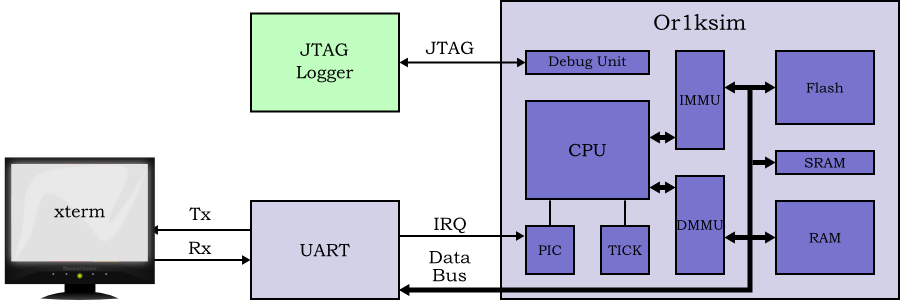 Or1ksim
JTAG
Logger
JTAG
Debug Unit
IMMU
Flash
CPU
SRAM
xterm
Tx
Rx
UART
IRQ
Data
Bus
PIC
TICK
DMMU
RAM